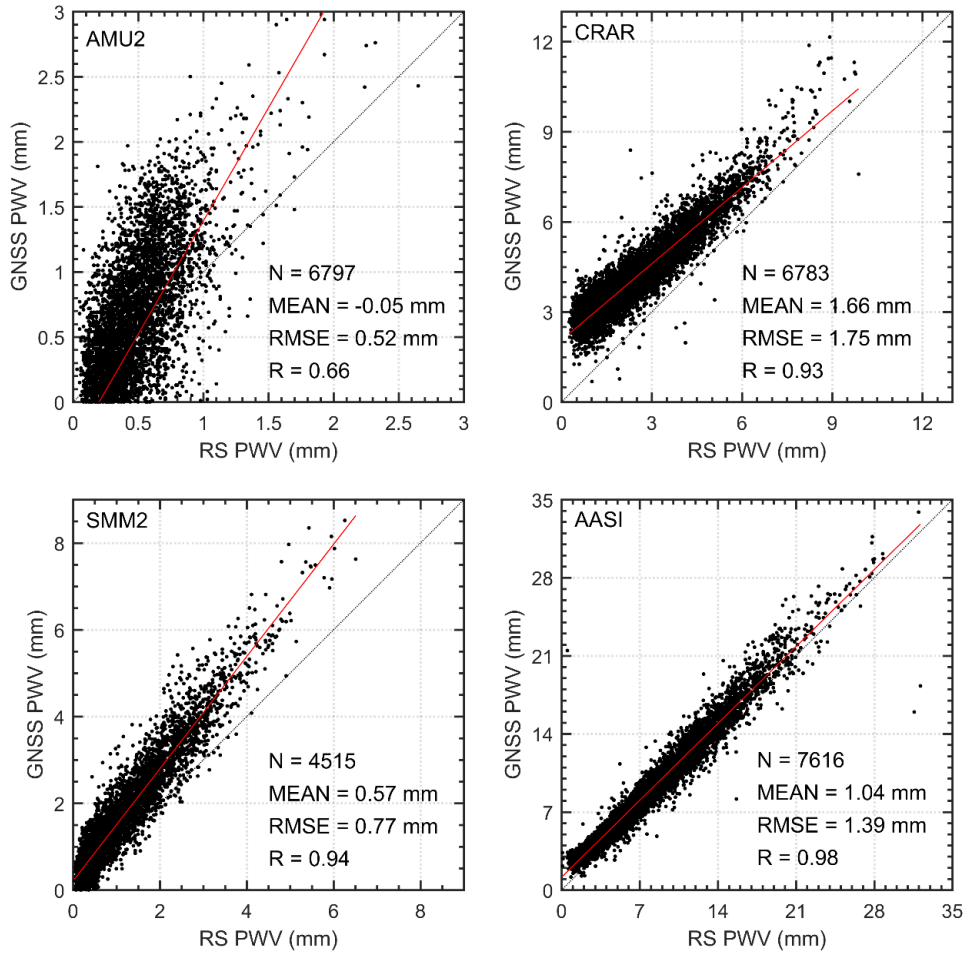 AMU2
3
2.5
2
1.5
1
0.5
0
GNSS PWV (mm)
N = 6797
MEAN = -0.05 mm
RMSE = 0.52 mm
R = 0.66
0 0.5 1 1.5 2 2.5 3
RS PWV (mm)
CRAR
12
9
6
3
0
GNSS PWV (mm)
N = 6783
MEAN = 1.66 mm
RMSE = 1.75 mm
R = 0.93
0 3 6 9 12
RS PWV (mm)
SMM2
8
6
4
2
0
GNSS PWV (mm)
N = 4515
MEAN = 0.57 mm
RMSE = 0.77 mm
R = 0.94
0 2 4 6 8
RS PWV (mm)
AASI
35
28
21
14
7
0
GNSS PWV (mm)
N = 7616
MEAN = 1.04 mm
RMSE = 1.39 mm
R = 0.98
0 7 14 21 28 35
RS PWV (mm)